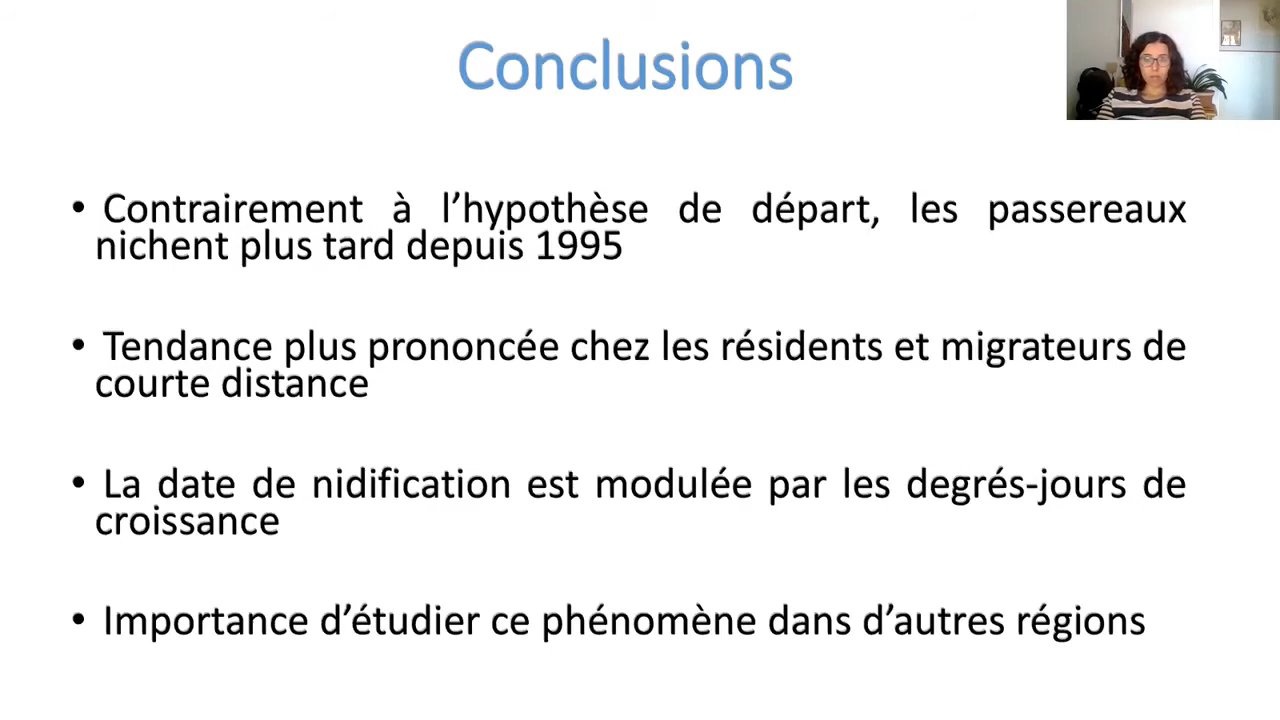 Conclusions
• Contrairement à l’hypothèse de départ, les passereaux
nichent plus tard depuis 1995
• Tendance plus prononcée chez les résidents et migrateurs de
courte distance
• La date de nidification est modulée par les degrés-jours de
croissance
• Importance d’étudier ce phénomène dans d’autres régions